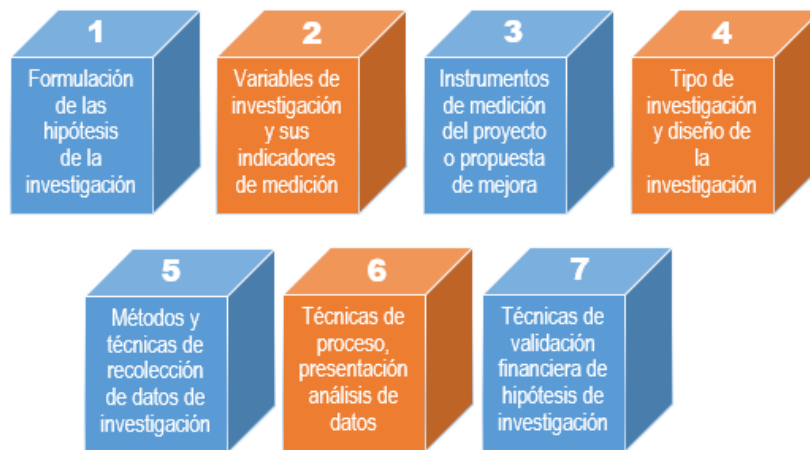 1
Formulación
de las
hipótesis
de la
investigación
2
Variables de
investigación
y sus
indicadores
de medición
3
Instrumentos
de medición
del proyecto
o propuesta
de mejora
4
Tipo de
investigación
y diseño de
la
investigación
5
Métodos y
técnicas de
recolección
de datos de
investigación
6
Técnicas de
proceso,
presentación
análisis de
datos
7
Técnicas de
validación
financiera de
hipótesis de
investigación